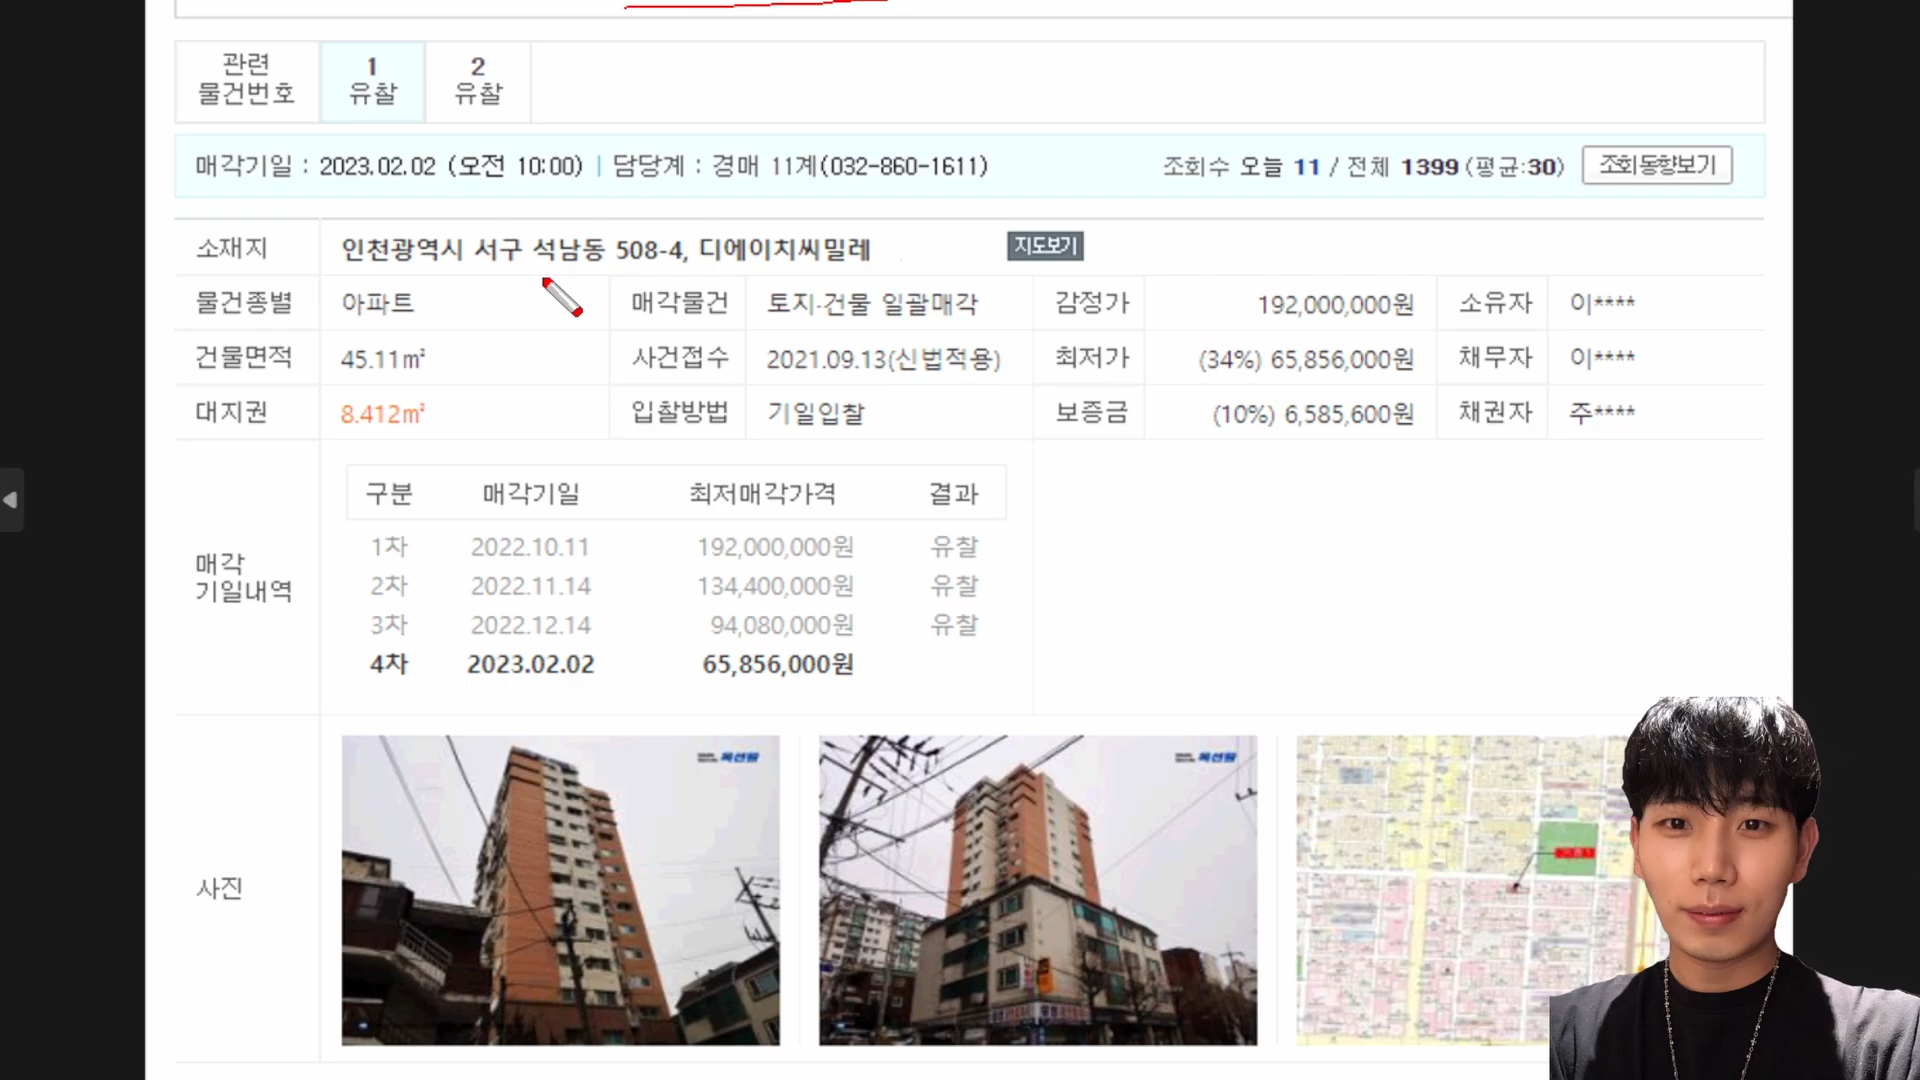 관련
물건번호
1
유찰
2
유찰
매각기일 : 2023.02.02 (오전 10:00) | 담당계 : 경매 11계(032-860-1611)
조회수 오늘 11 / 전체 1399 (평균:30) 조회동향보기
소재지 인천광역시 서구 석남동 508-4, 디에이치씨밀레 지도보기
물건종별 아파트 매각물건 토지·건물 일괄매각 감정가 192,000,000원 소유자 이****
건물면적 45.11㎡ 사건접수 2021.09.13(신법적용) 최저가 (34%) 65,856,000원 채무자 이****
대지권 8.412㎡ 입찰방법 기일입찰 보증금 (10%) 6,585,600원 채권자 주****
매각
기일내역
구분 매각기일 최저매각가격 결과
1차 2022.10.11 192,000,000원 유찰
2차 2022.11.14 134,400,000원 유찰
3차 2022.12.14 94,080,000원 유찰
4차 2023.02.02 65,856,000원
사진
옥션원
옥션원